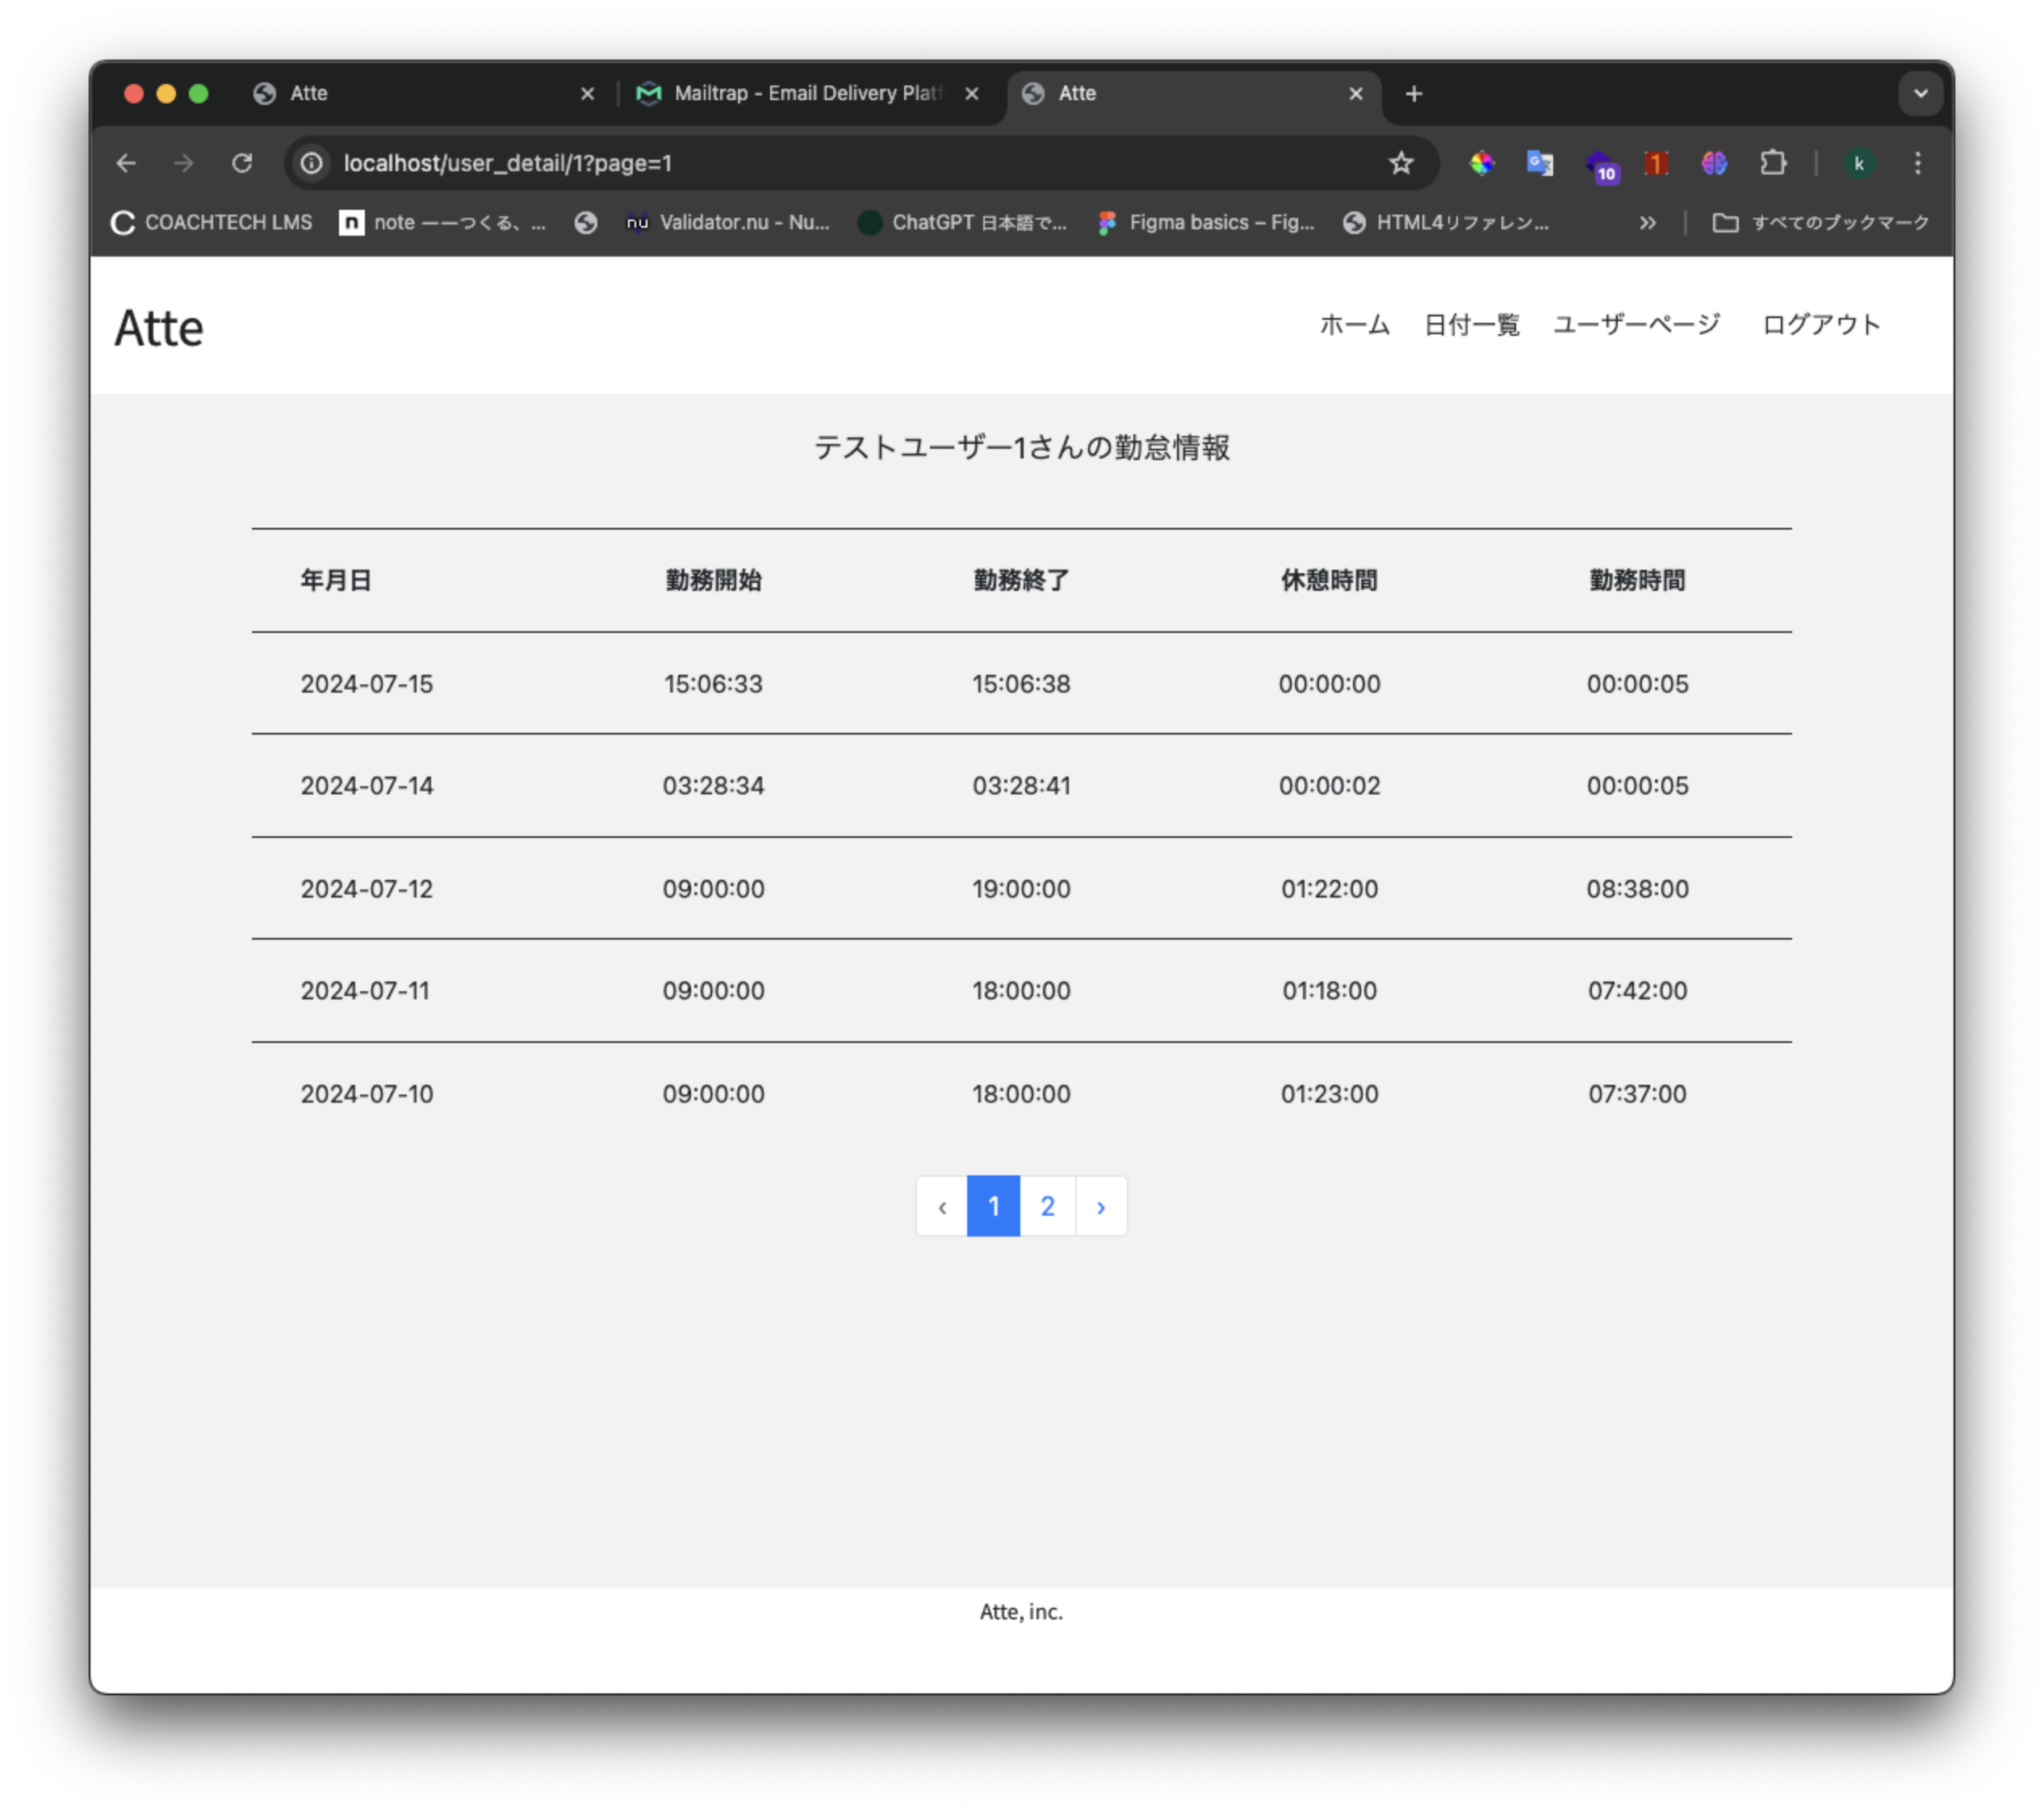 Atte
Mailtrap - Email Delivery Platf
Atte
localhost/user_detail/1?page=1
10
1
k
COACHTECH LMS
n note ——つくる、...
nu Validator.nu - Nu...
ChatGPT 日本語で...
Figma basics – Fig...
HTML4リファレン...
»
すべてのブックマーク
Atte
ホーム 日付一覧 ユーザーページ ログアウト
テストユーザー1さんの勤怠情報
年月日 勤務開始 勤務終了 休憩時間 勤務時間
2024-07-15 15:06:33 15:06:38 00:00:00 00:00:05
2024-07-14 03:28:34 03:28:41 00:00:02 00:00:05
2024-07-12 09:00:00 19:00:00 01:22:00 08:38:00
2024-07-11 09:00:00 18:00:00 01:18:00 07:42:00
2024-07-10 09:00:00 18:00:00 01:23:00 07:37:00
‹ 1 2 ›
Atte, inc.